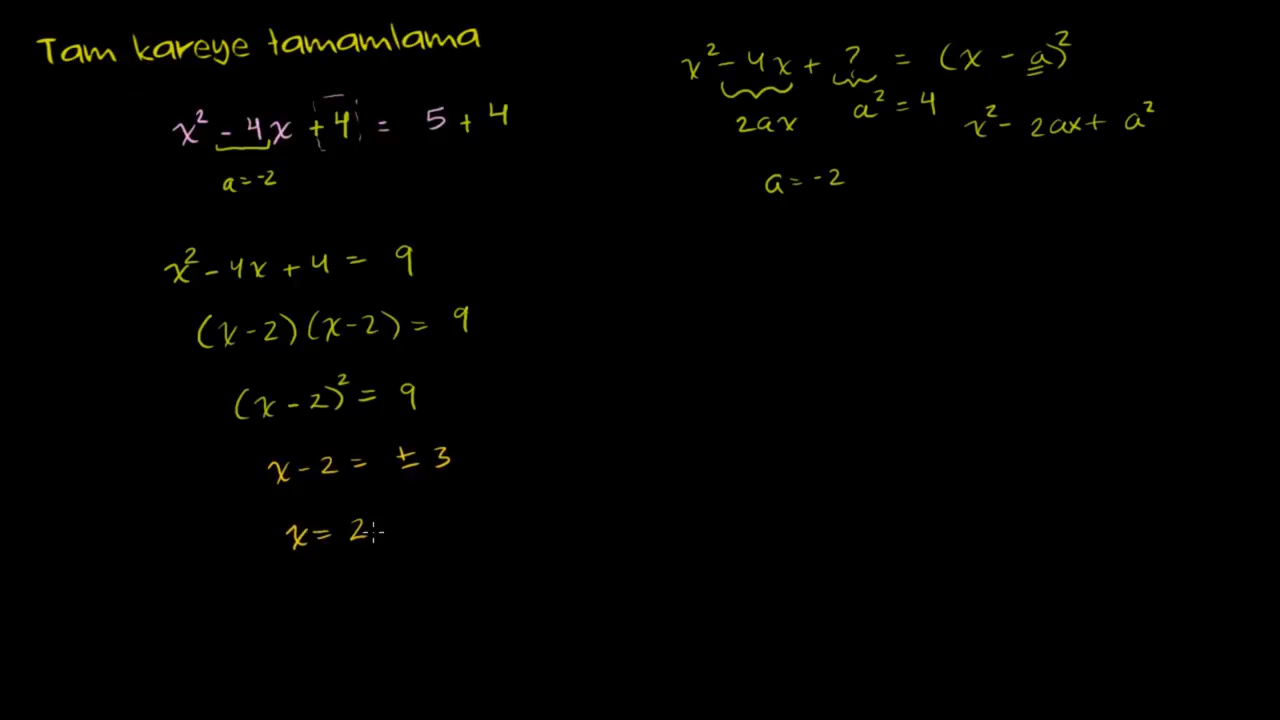 Tam kareye tamamlama
x² - 4x + 4 = 5 + 4
a = -2
x² - 4x + 4 = 9
(x - 2)(x - 2) = 9
(x - 2)² = 9
x - 2 = ± 3
x = 2
x² - 4x + ? = (x - a)²
2ax a² = 4 x² - 2ax + a²
a = -2